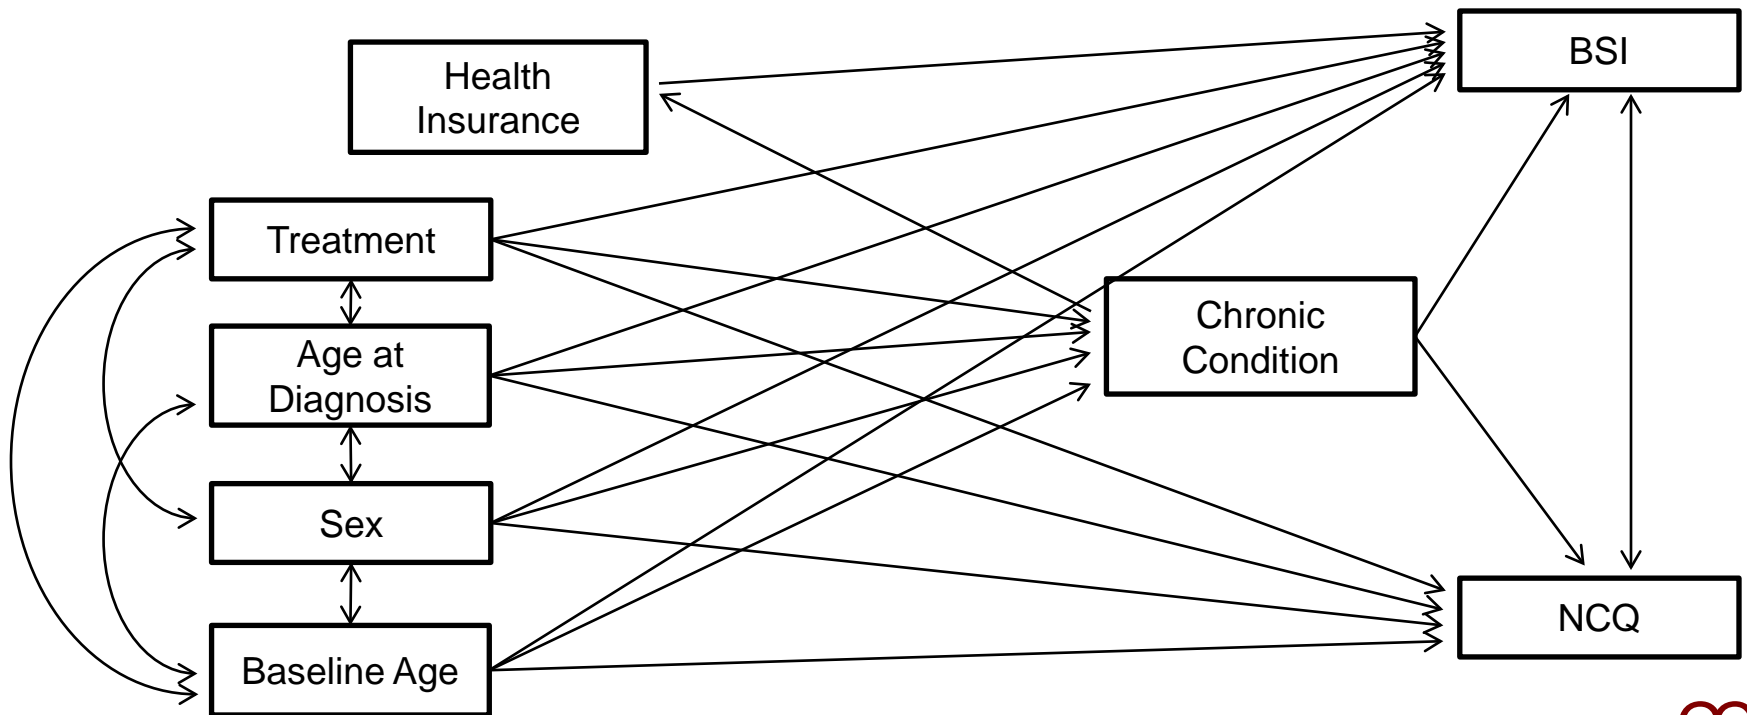 BSI
Health
Insurance
Treatment
Chronic
Condition
Age at
Diagnosis
Sex
NCQ
Baseline Age